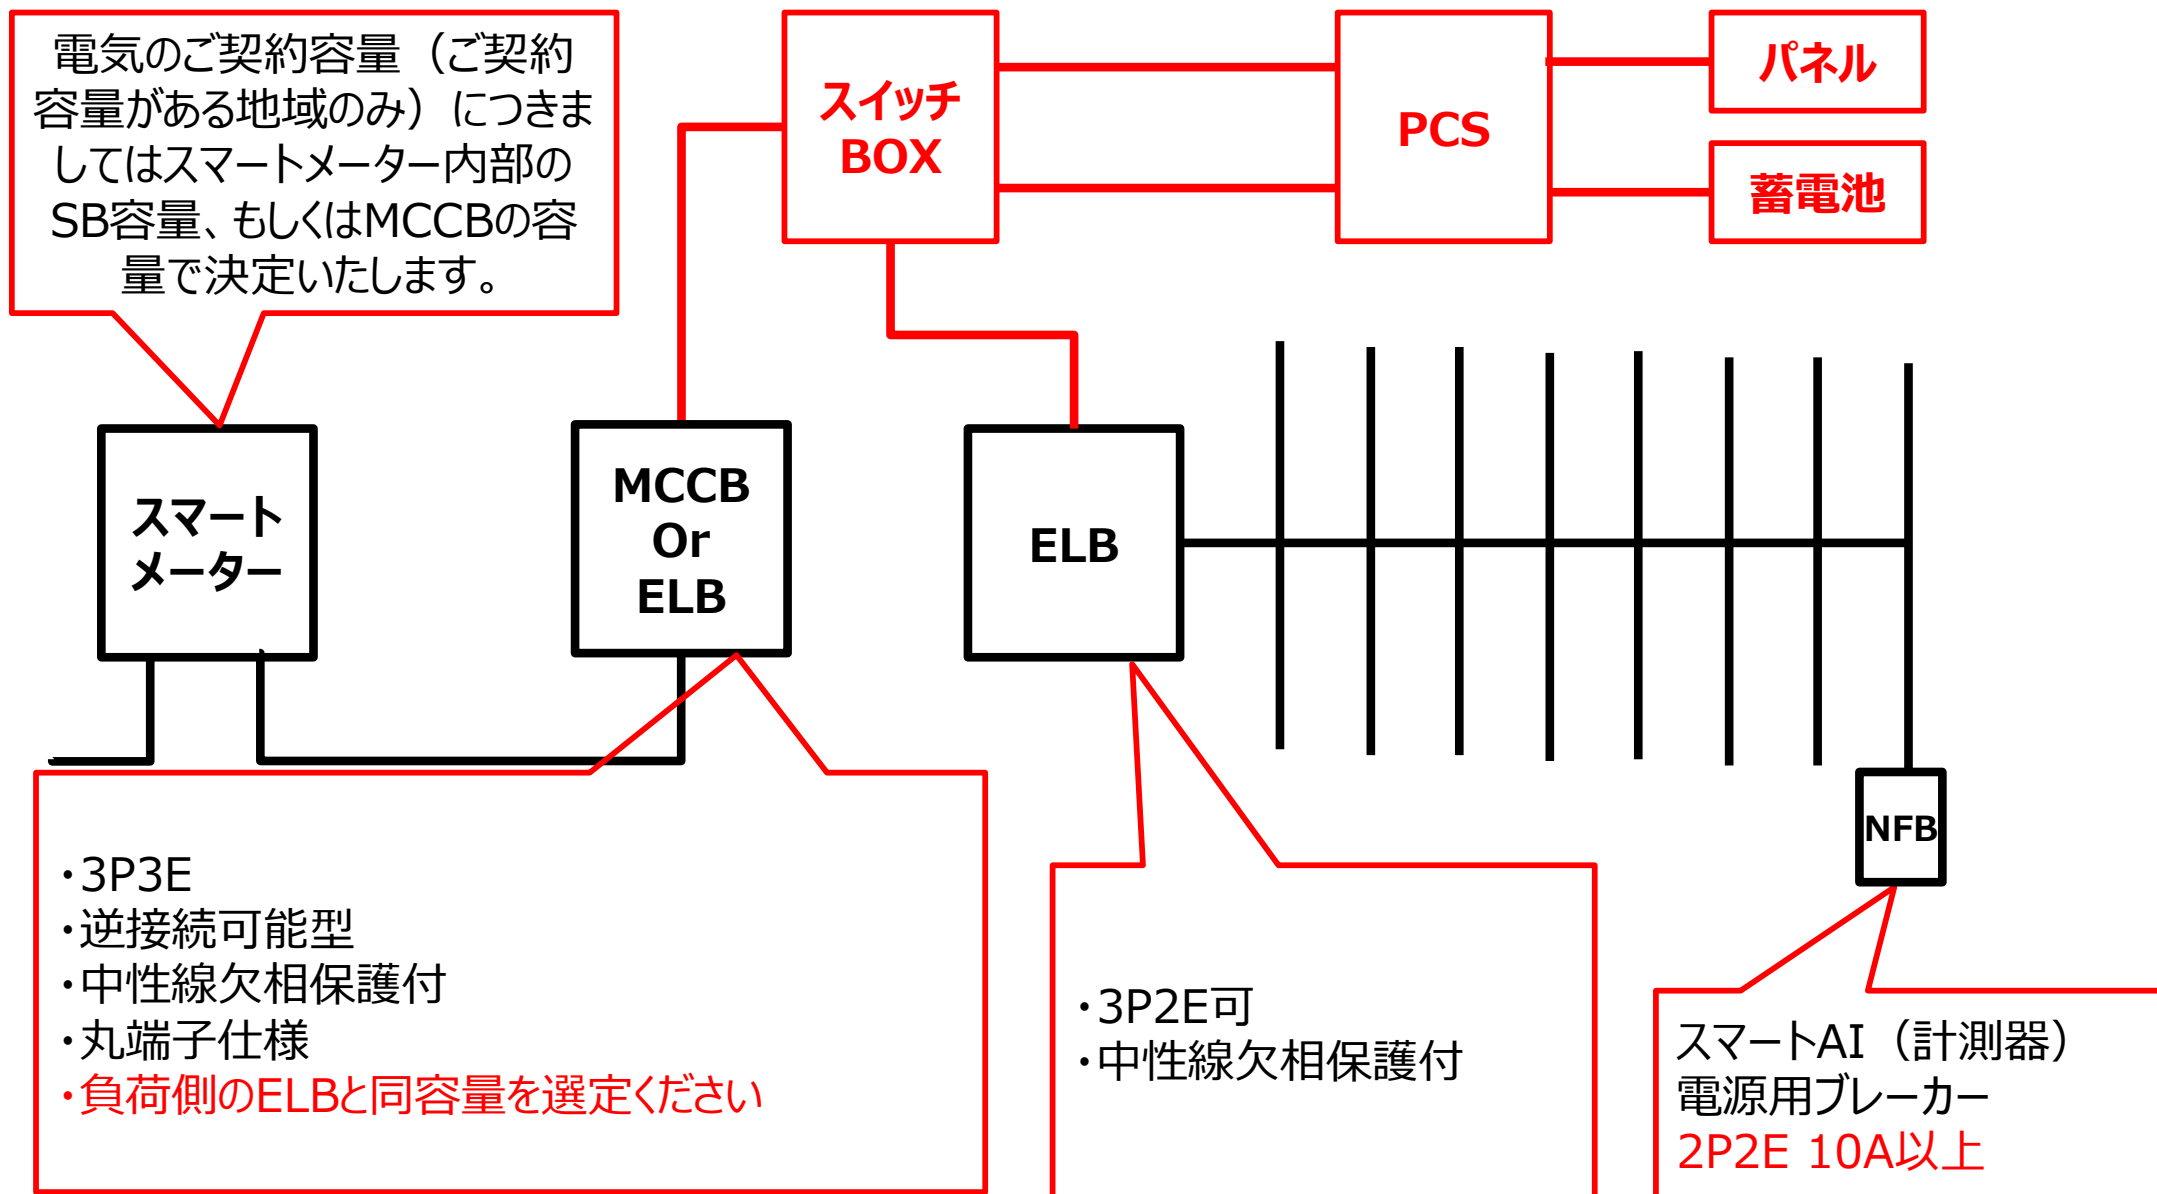 電気のご契約容量（ご契約
容量がある地域のみ）につきま
してはスマートメーター内部の
SB容量、もしくはMCCBの容
量で決定いたします。
スイッチ
BOX
PCS
パネル
蓄電池
スマート
メーター
MCCB
Or
ELB
ELB
NFB
・3P3E
・逆接続可能型
・中性線欠相保護付
・丸端子仕様
・負荷側のELBと同容量を選定ください
・3P2E可
・中性線欠相保護付
スマートAI（計測器）
電源用ブレーカー
2P2E 10A以上